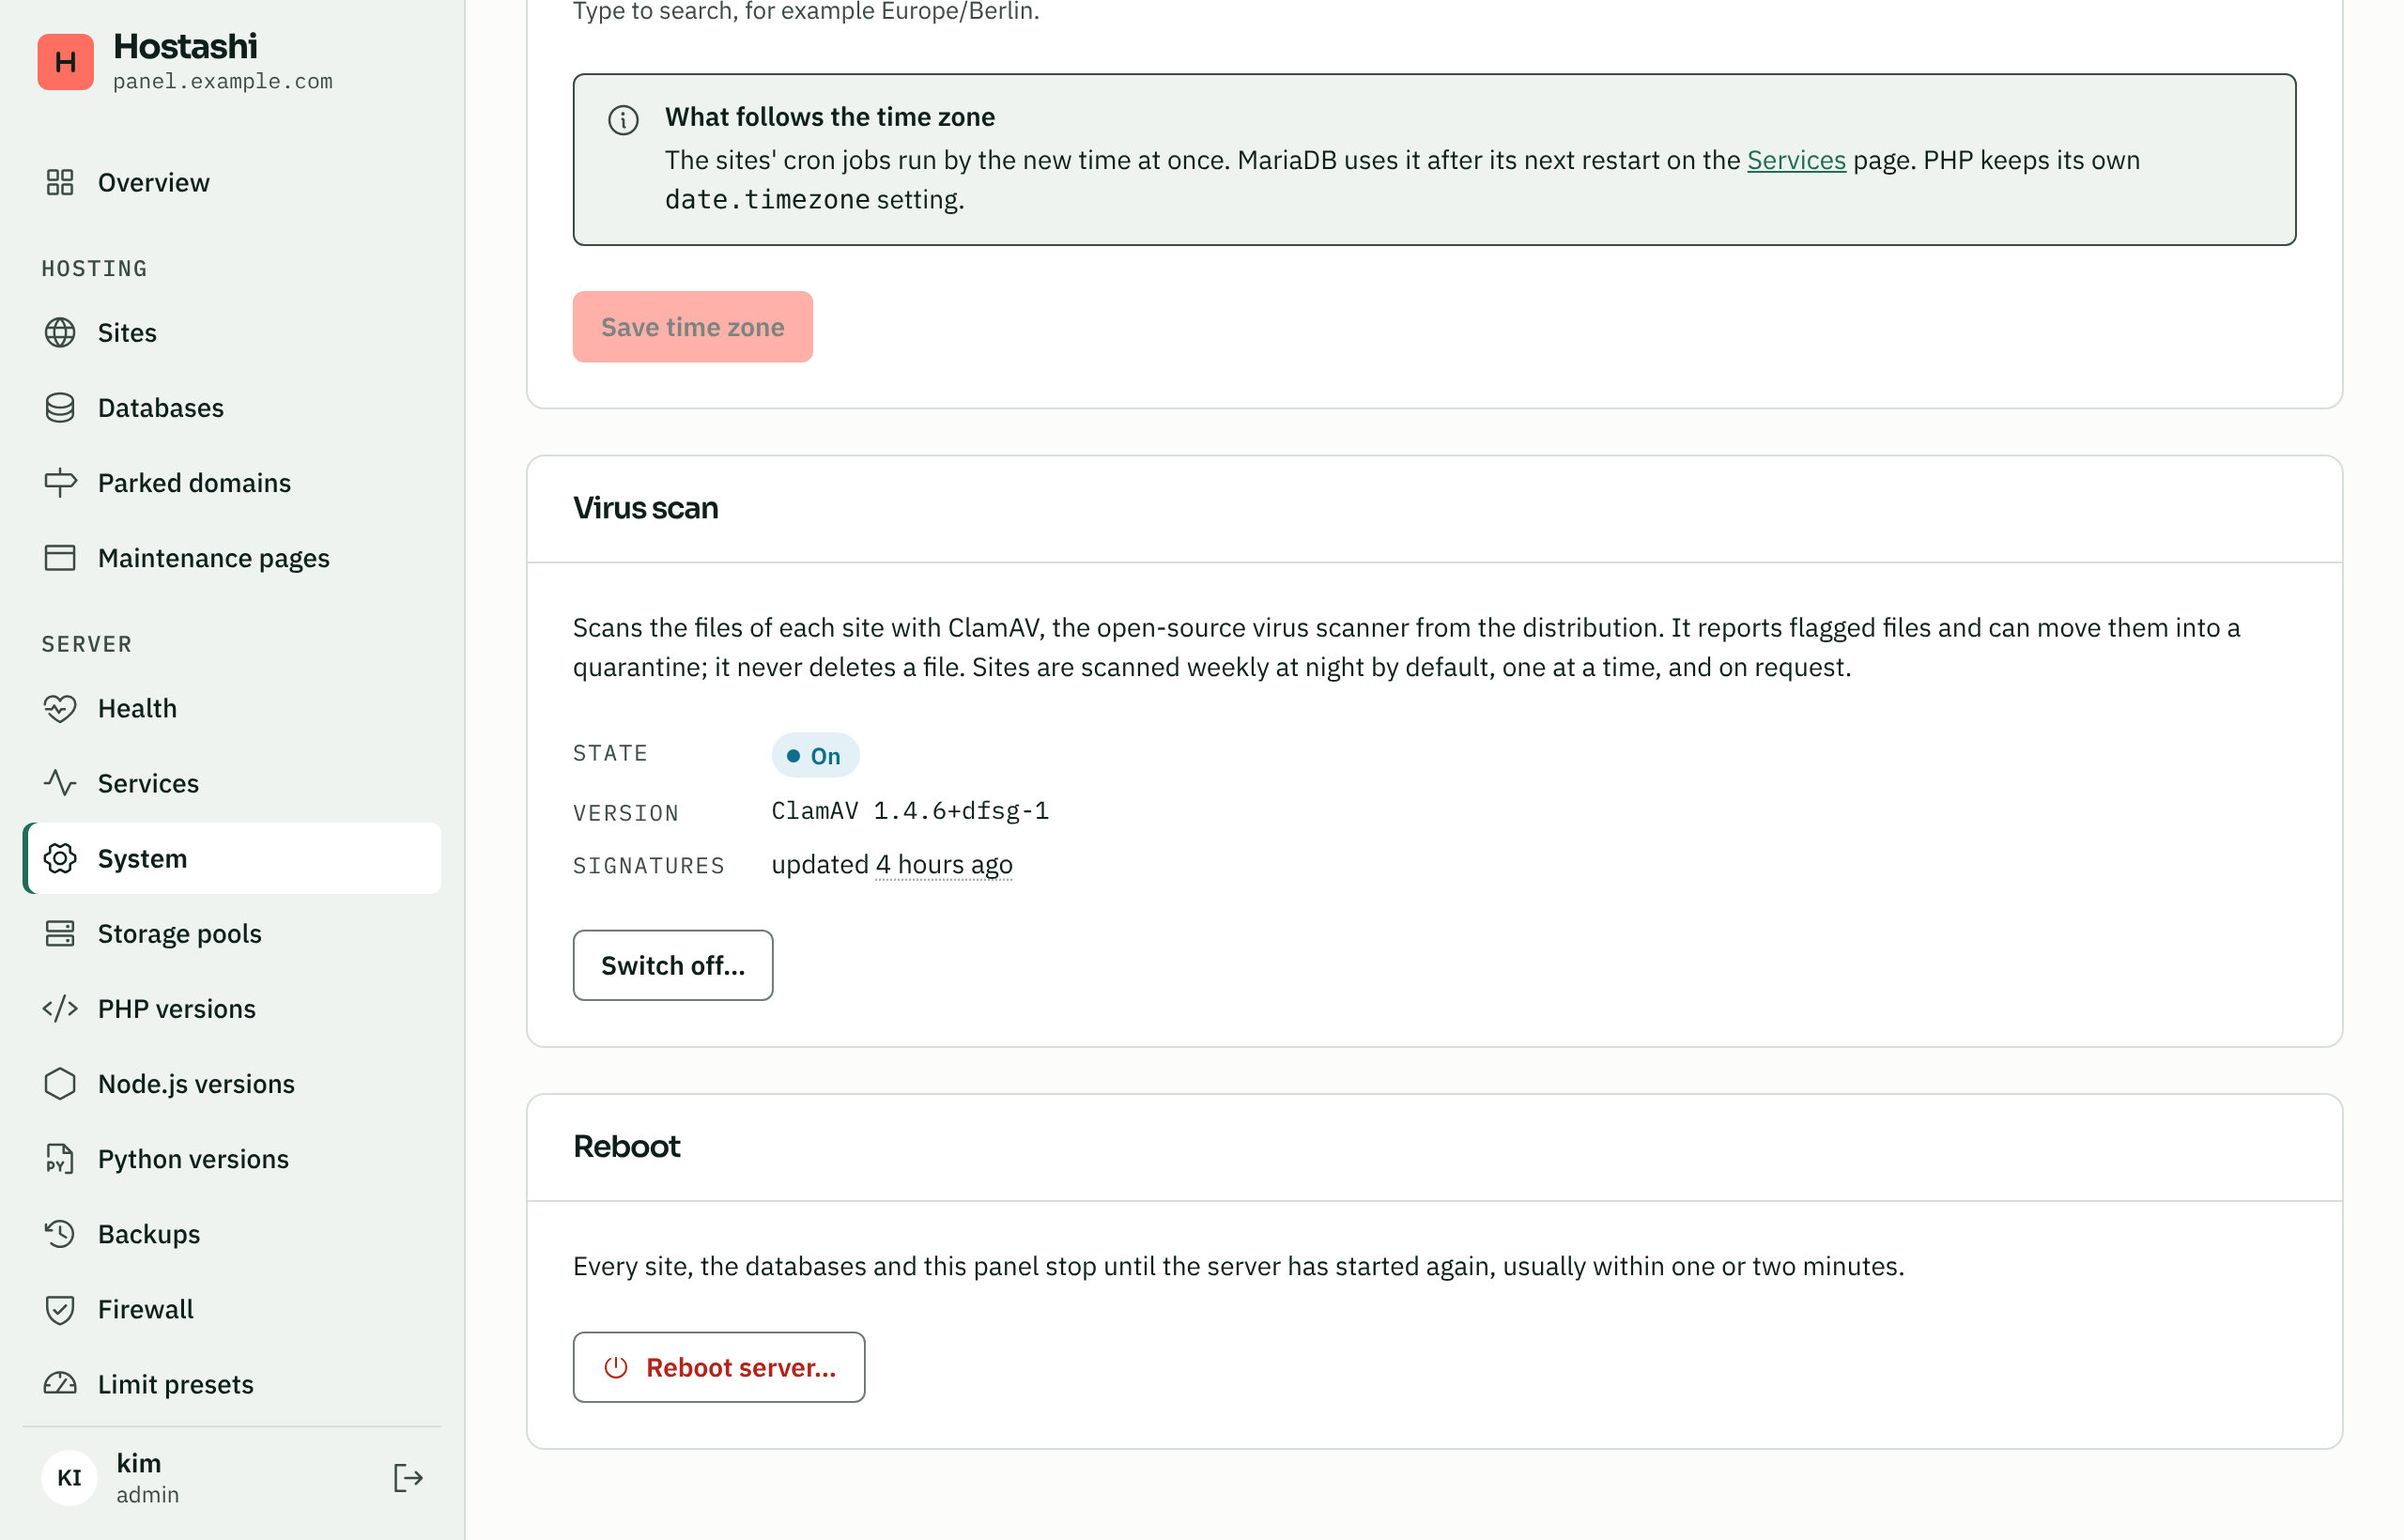 H
Hostashi
panel.example.com
Overview
HOSTING
Sites
Databases
Parked domains
Maintenance pages
SERVER
Health
Services
System
Storage pools
PHP versions
Node.js versions
PY
Python versions
Backups
Firewall
Limit presets
KI
kim
admin
Type to search, for example Europe/Berlin.
What follows the time zone
The sites' cron jobs run by the new time at once. MariaDB uses it after its next restart on the Services page. PHP keeps its own
date.timezone setting.
Save time zone
Virus scan
Scans the files of each site with ClamAV, the open-source virus scanner from the distribution. It reports flagged files and can move them into a
quarantine; it never deletes a file. Sites are scanned weekly at night by default, one at a time, and on request.
STATE On
VERSION ClamAV 1.4.6+dfsg-1
SIGNATURES updated 4 hours ago
Switch off...
Reboot
Every site, the databases and this panel stop until the server has started again, usually within one or two minutes.
Reboot server...